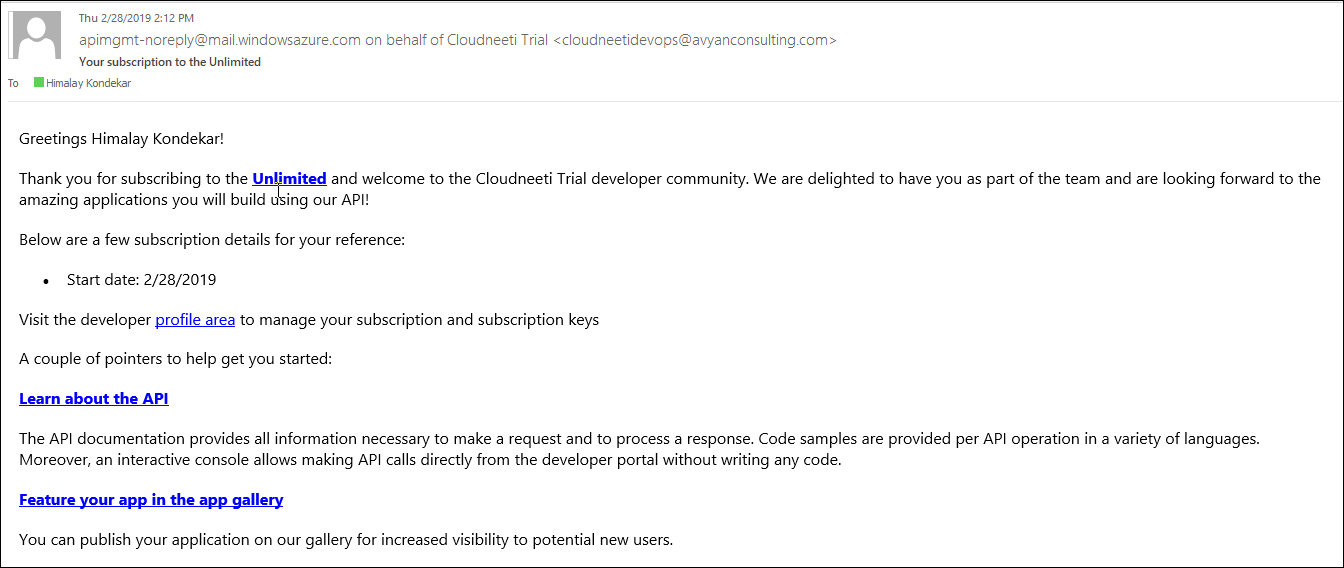 Thu 2/28/2019 2:12 PM
apimgmt-noreply@mail.windowsazure.com on behalf of Cloudneeti Trial <cloudneetidevops@avyanconsulting.com>
Your subscription to the Unlimited
To Himalay Kondekar
Greetings Himalay Kondekar!
Thank you for subscribing to the Unlimited and welcome to the Cloudneeti Trial developer community. We are delighted to have you as part of the team and are looking forward to the
amazing applications you will build using our API!
Below are a few subscription details for your reference:
• Start date: 2/28/2019
Visit the developer profile area to manage your subscription and subscription keys
A couple of pointers to help get you started:
Learn about the API
The API documentation provides all information necessary to make a request and to process a response. Code samples are provided per API operation in a variety of languages.
Moreover, an interactive console allows making API calls directly from the developer portal without writing any code.
Feature your app in the app gallery
You can publish your application on our gallery for increased visibility to potential new users.